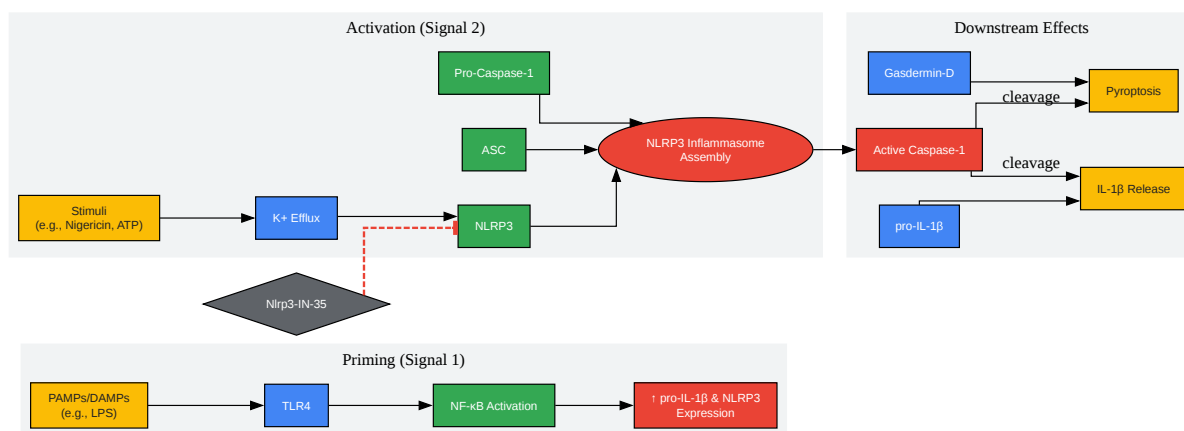 Activation (Signal 2)
Pro-Caspase-1
ASC
NLRP3 Inflammasome
Assembly
Stimuli
(e.g., Nigericin, ATP)
K+ Efflux
NLRP3
Nlrp3-IN-35
Downstream Effects
Gasdermin-D
cleavage
Pyroptosis
Active Caspase-1
cleavage
IL-1β Release
pro-IL-1β
Priming (Signal 1)
PAMPs/DAMPs
(e.g., LPS)
TLR4
NF-κB Activation
↑ pro-IL-1β & NLRP3
Expression